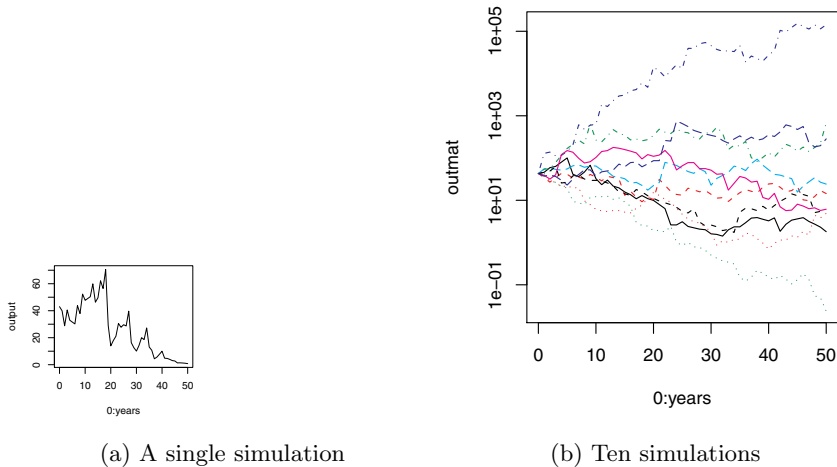 output
0 20 40 60
0 10 20 30 40 50
0:years
(a) A single simulation
outmat
1e−01 1e+01 1e+03 1e+05
0 10 20 30 40 50
0:years
(b) Ten simulations